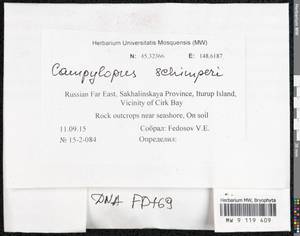 Herbarium Universitatis Mosquensis (MW)
N: 45,32366 E: 148,6187
Campylopus schimperi
Russian Far East, Sakhalinskaya Province, Iturup Island,
Vicinity of Cirk Bay
Rock outcrops near seashore, On soil
11.09.15 Собрал: Fedosov V.E.
№ 15-2-084 Определил:
DNA FD469
Herbarium MW, Bryophyta
MW 9 119 409